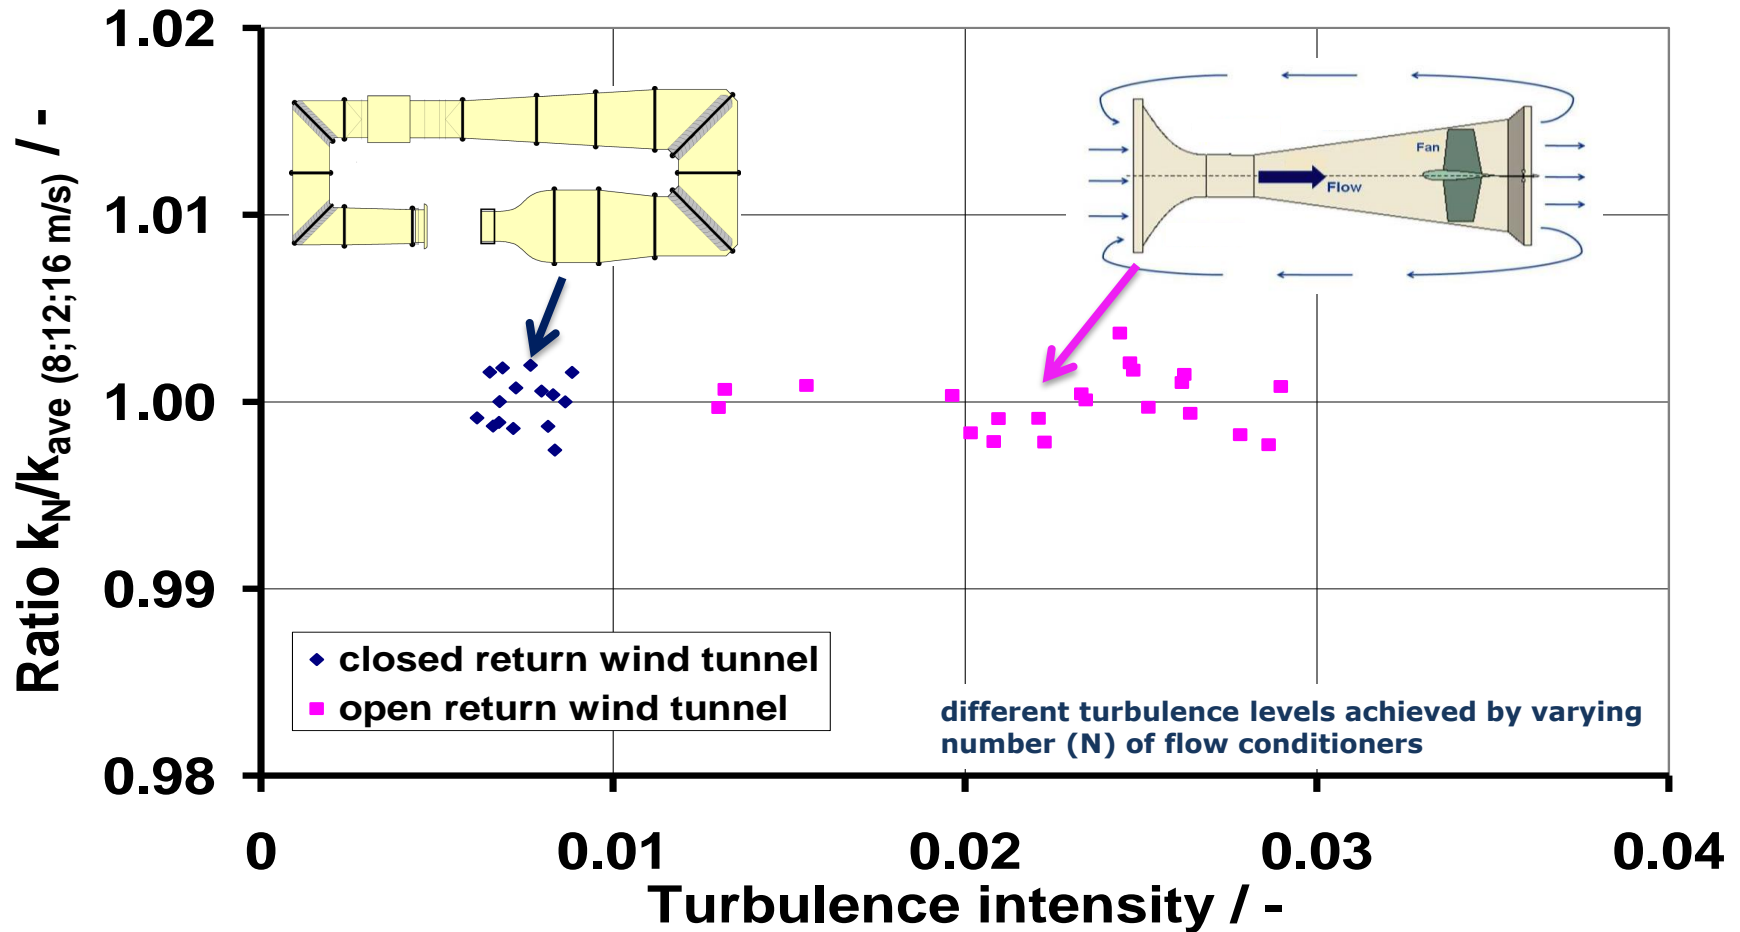 1.02
1.01
1.00
0.99
0.98
Ratio kN/kave (8;12;16 m/s) / -
Fan
Flow
closed return wind tunnel
open return wind tunnel
different turbulence levels achieved by varying
number (N) of flow conditioners
0 0.01 0.02 0.03 0.04
Turbulence intensity / -